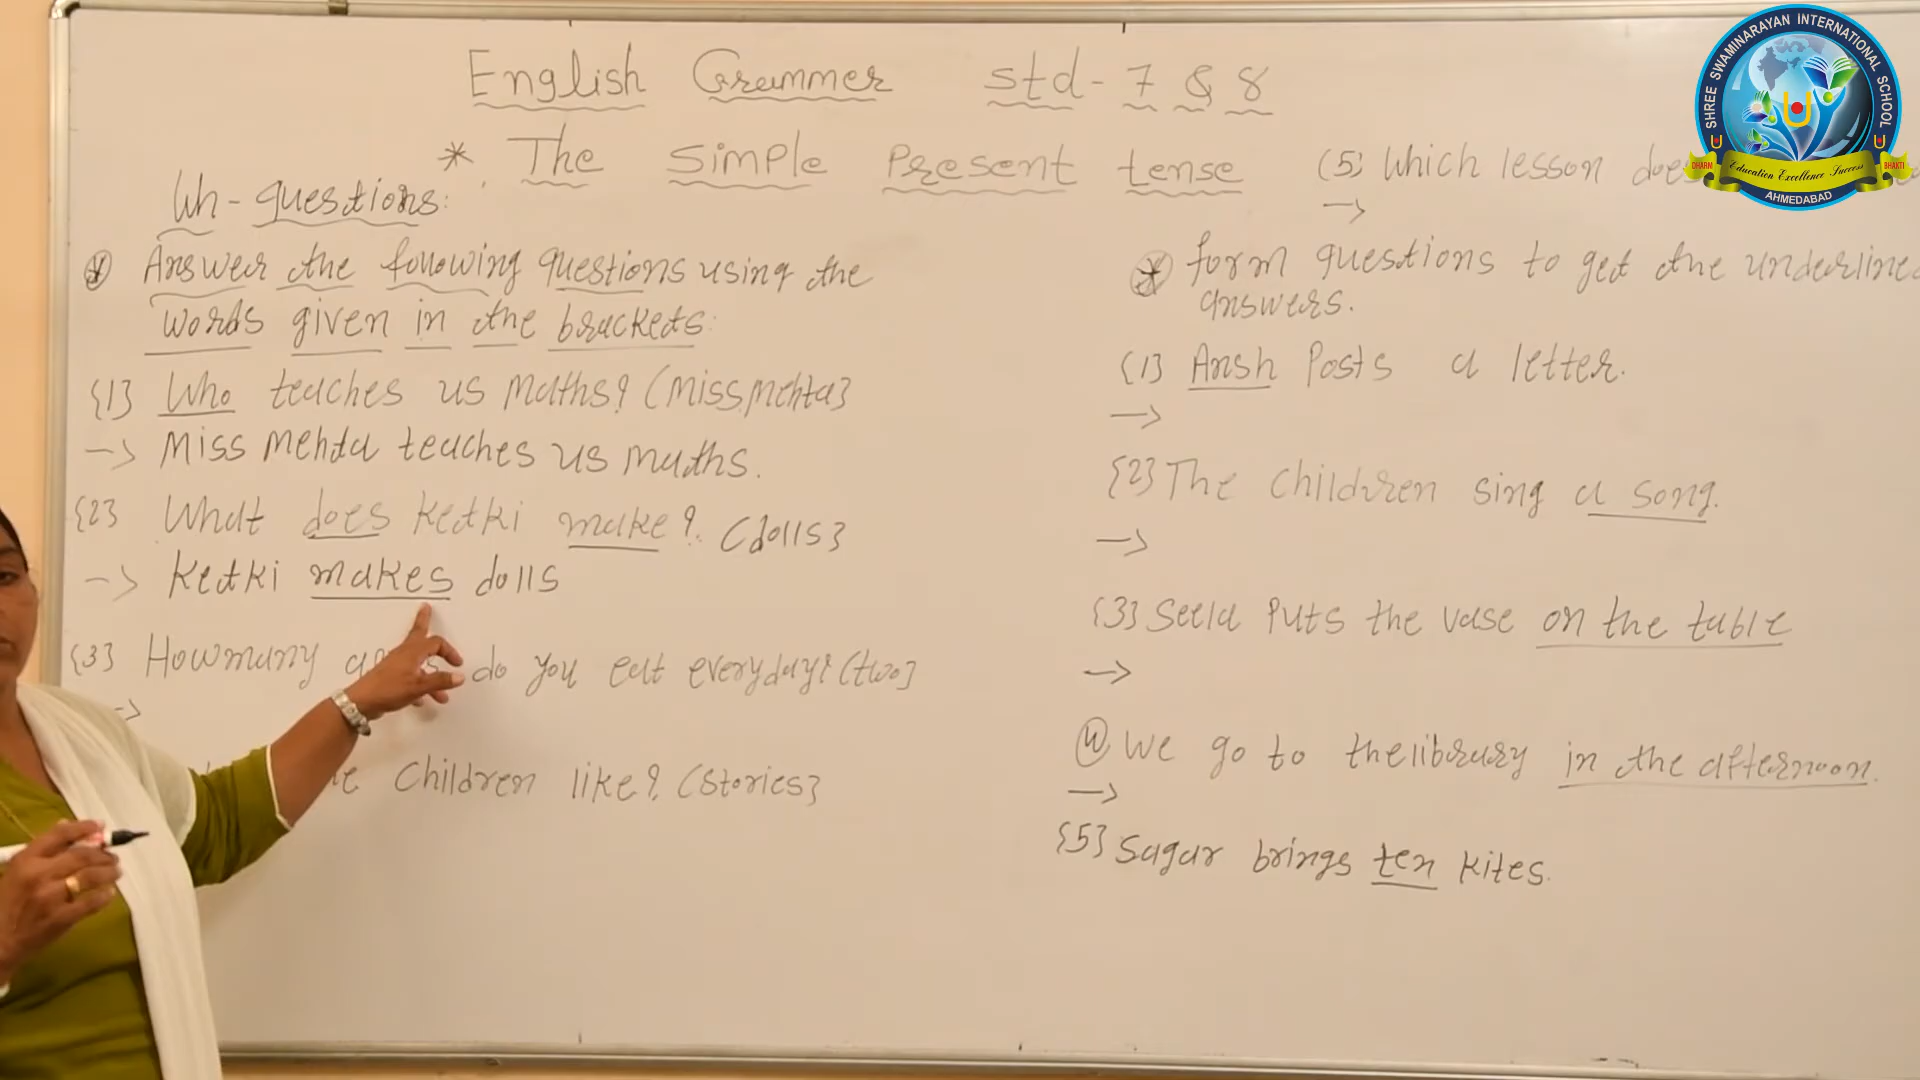 English Grammer std - 7 & 8
* The Simple Present tense
Wh - questions:
Answer the following questions using the
words given in the brackets:
{1} Who teaches us maths? (Miss Mehta}
-> Miss Mehta teaches us maths.
{2} What does Ketki make? (dolls}
-> Ketki makes dolls
{3} How many do you eat everyday? (two]
->
Children like? (Stories}
(5) Which lesson does
->
form questions to get the underlined
answers.
{1} Ansh Posts a letter.
->
{2} The Children sing a song.
->
{3} Seeta Puts the vase on the table
->
(4) We go to the library in the afternoon.
->
{5} Sagar brings ten kites.
SHREE SWAMINARAYAN INTERNATIONAL SCHOOL
DHARM
Education Excellence Success
BHAKTI
AHMEDABAD